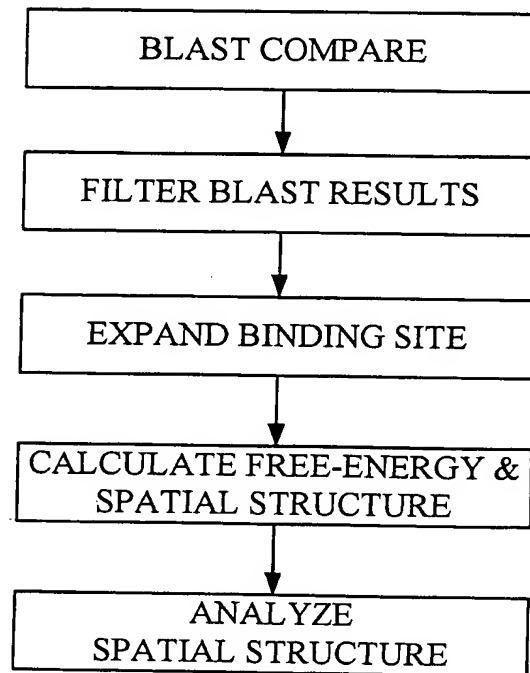 BLAST COMPARE
FILTER BLAST RESULTS
EXPAND BINDING SITE
CALCULATE FREE-ENERGY &
SPATIAL STRUCTURE
ANALYZE
SPATIAL STRUCTURE